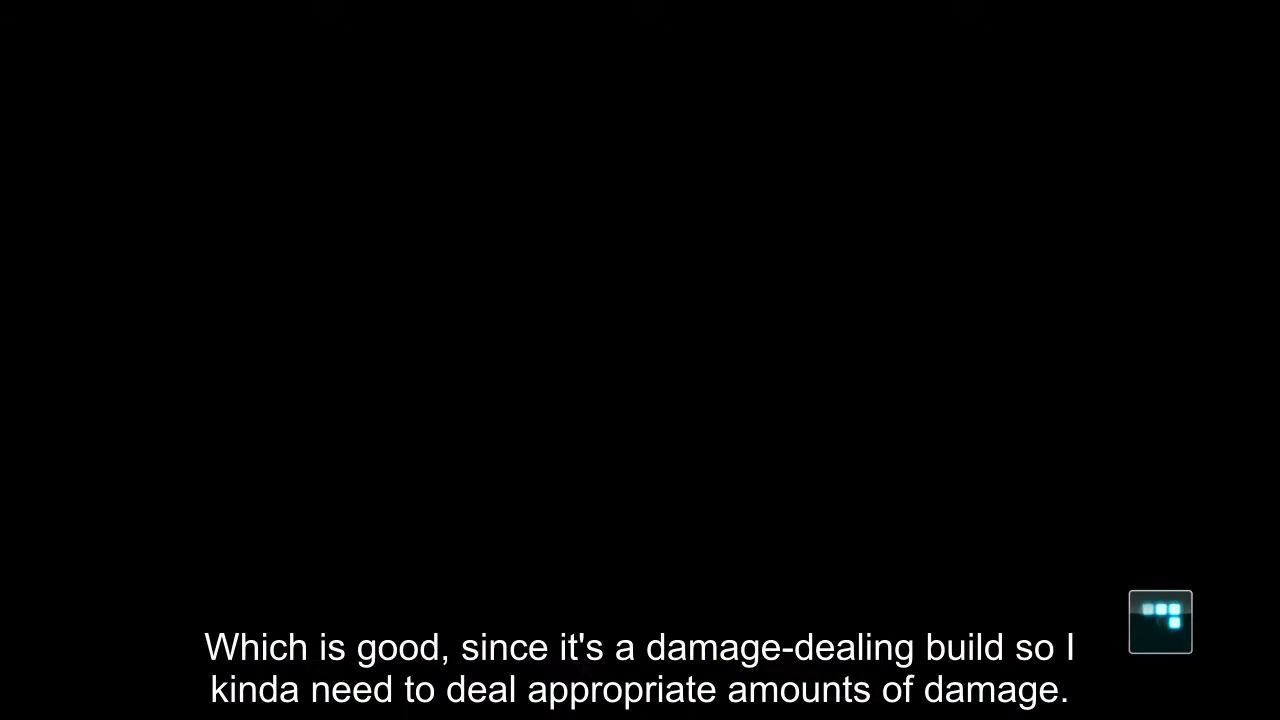 Which is good, since it's a damage-dealing build so I
kinda need to deal appropriate amounts of damage.